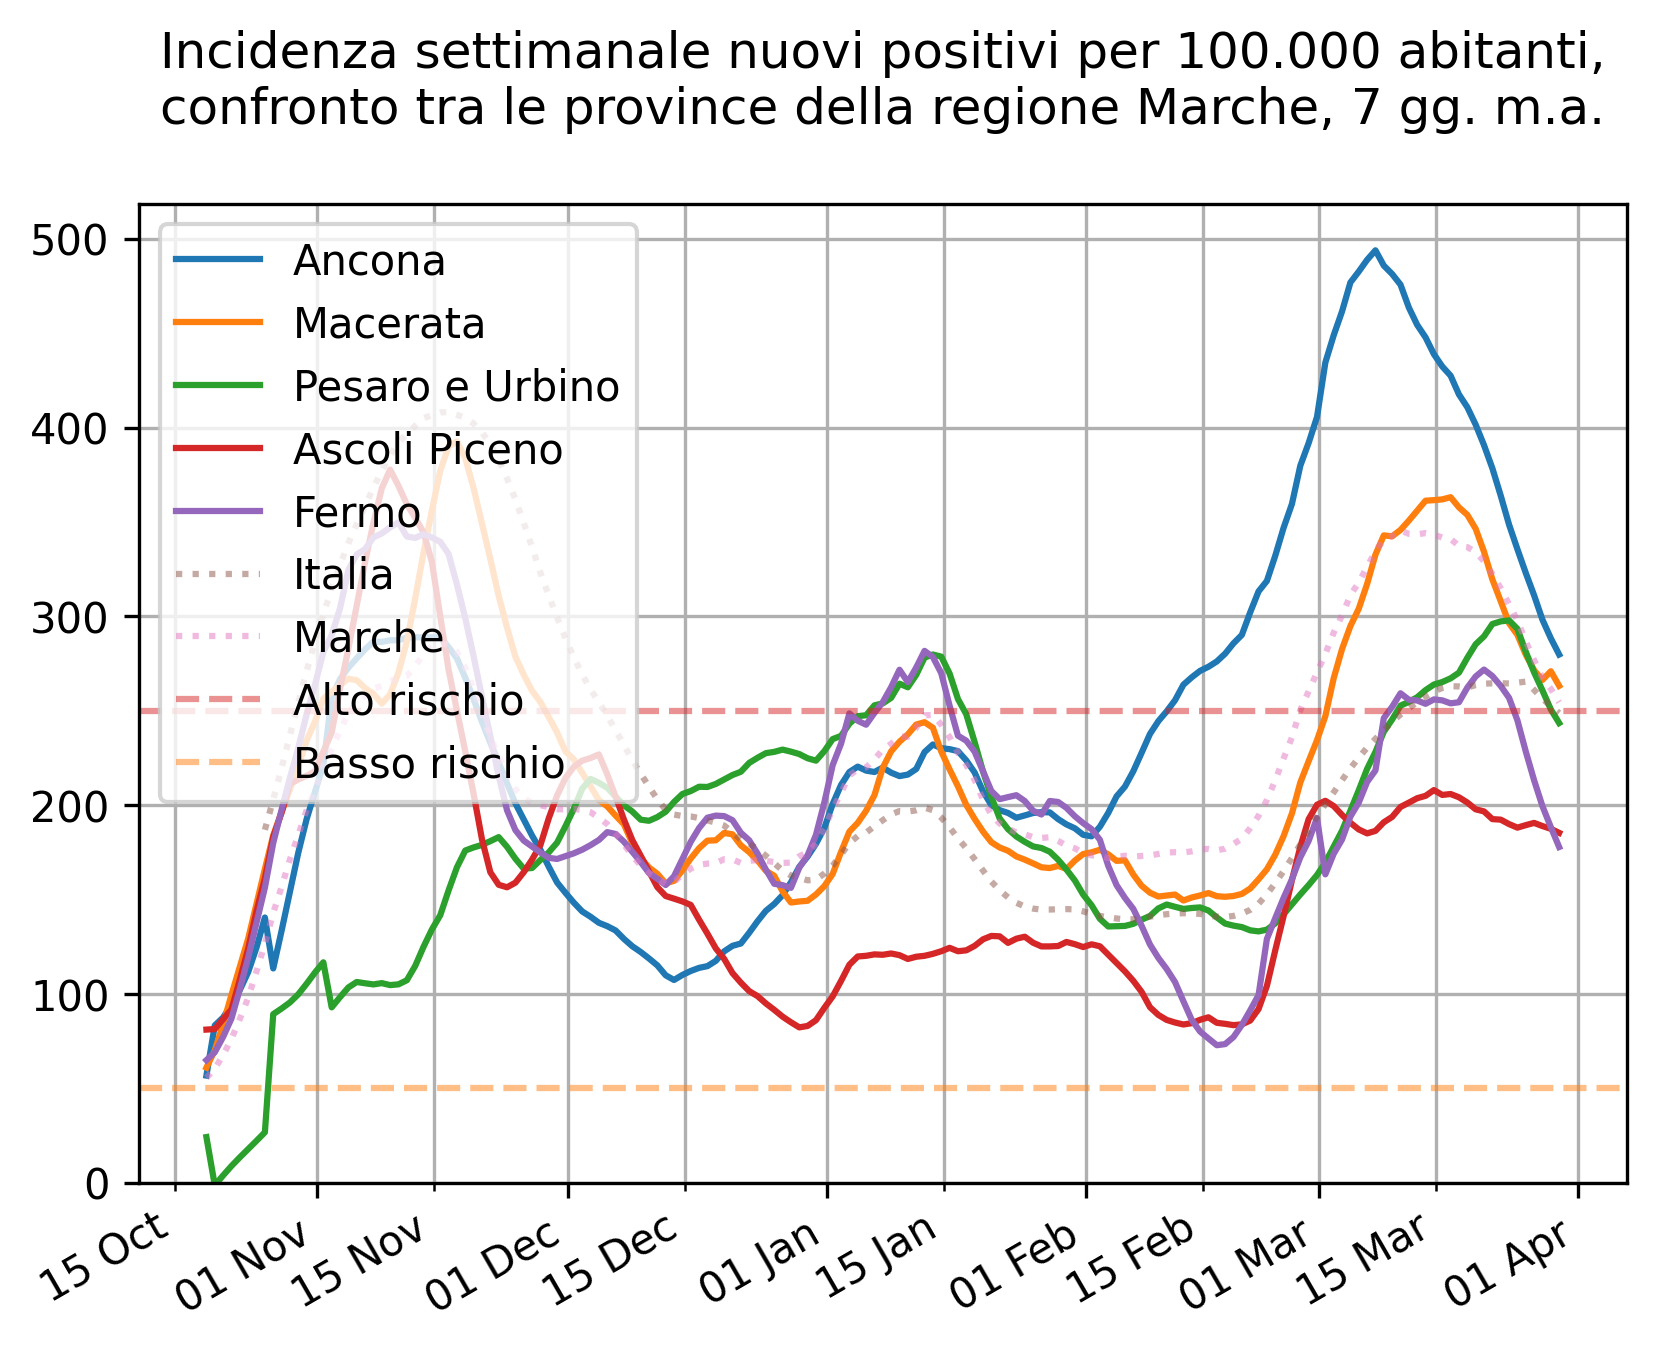 Incidenza settimanale nuovi positivi per 100.000 abitanti,
confronto tra le province della regione Marche, 7 gg. m.a.
500
400
300
200
100
0
Ancona
Macerata
Pesaro e Urbino
Ascoli Piceno
Fermo
Italia
Marche
Alto rischio
Basso rischio
15 Oct
01 Nov
15 Nov
01 Dec
15 Dec
01 Jan
15 Jan
01 Feb
15 Feb
01 Mar
15 Mar
01 Apr